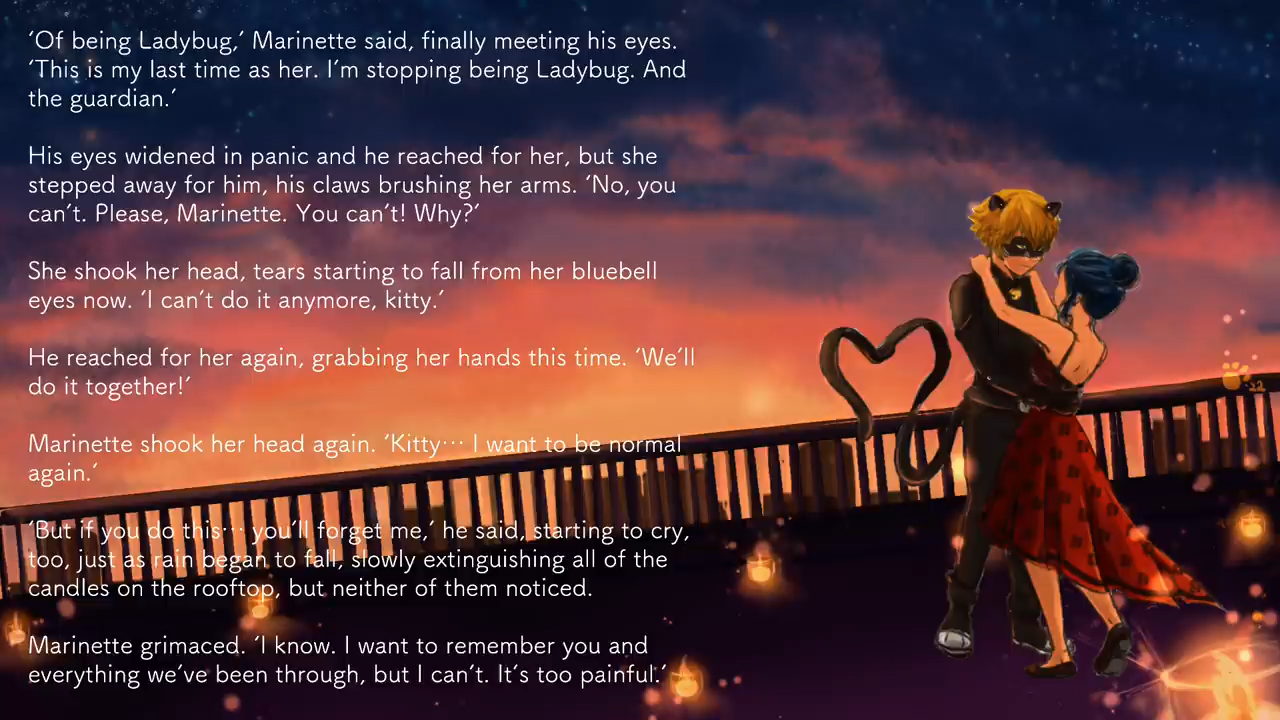 ‘Of being Ladybug,’ Marinette said, finally meeting his eyes.
‘This is my last time as her. I’m stopping being Ladybug. And
the guardian.’
His eyes widened in panic and he reached for her, but she
stepped away for him, his claws brushing her arms. ‘No, you
can’t. Please, Marinette. You can’t! Why?’
She shook her head, tears starting to fall from her bluebell
eyes now. ‘I can’t do it anymore, kitty.’
He reached for her again, grabbing her hands this time. ‘We’ll
do it together!’
Marinette shook her head again. ‘Kitty… I want to be normal
again.’
‘But if you do this… you’ll forget me,’ he said, starting to cry,
too, just as rain began to fall, slowly extinguishing all of the
candles on the rooftop, but neither of them noticed.
Marinette grimaced. ‘I know. I want to remember you and
everything we’ve been through, but I can’t. It’s too painful.’
‘22